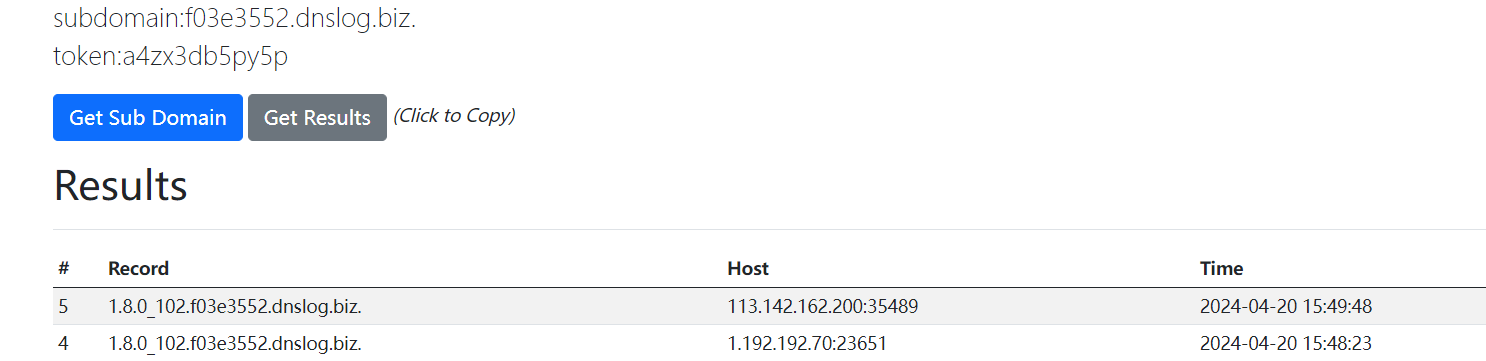 subdomain:f03e3552.dnslog.biz.
token:a4zx3db5py5p
Get Sub Domain Get Results (Click to Copy)
Results
# Record Host Time
5 1.8.0_102.f03e3552.dnslog.biz. 113.142.162.200:35489 2024-04-20 15:49:48
4 1.8.0_102.f03e3552.dnslog.biz. 1.192.192.70:23651 2024-04-20 15:48:23